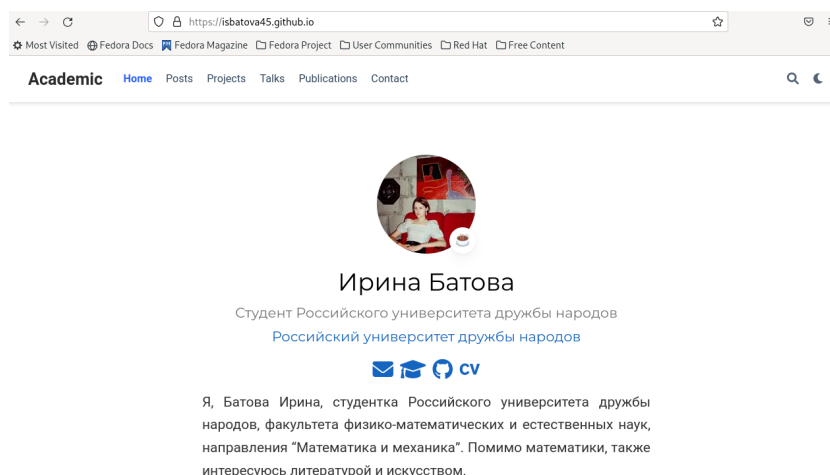 https://isbatova45.github.io
Most Visited Fedora Docs Fedora Magazine Fedora Project User Communities Red Hat Free Content
Academic Home Posts Projects Talks Publications Contact
Ирина Батова
Студент Российского университета дружбы народов
Российский университет дружбы народов
CV
Я, Батова Ирина, студентка Российского университета дружбы
народов, факультета физико-математических и естественных наук,
направления “Математика и механика”. Помимо математики, также
интересуюсь литературой и искусством.